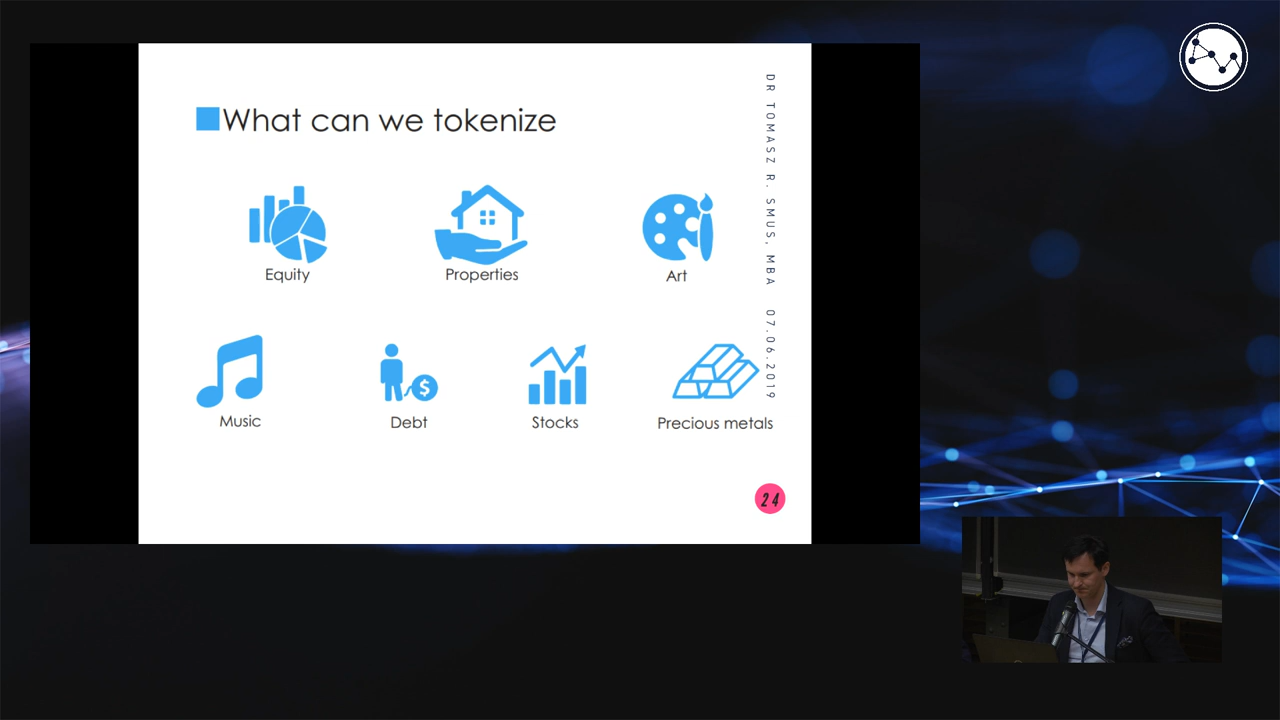 What can we tokenize
DR TOMASZ R. SMUS, MBA 07.06.2019
Equity
Properties
Art
Music
Debt
$
Stocks
Precious metals
24